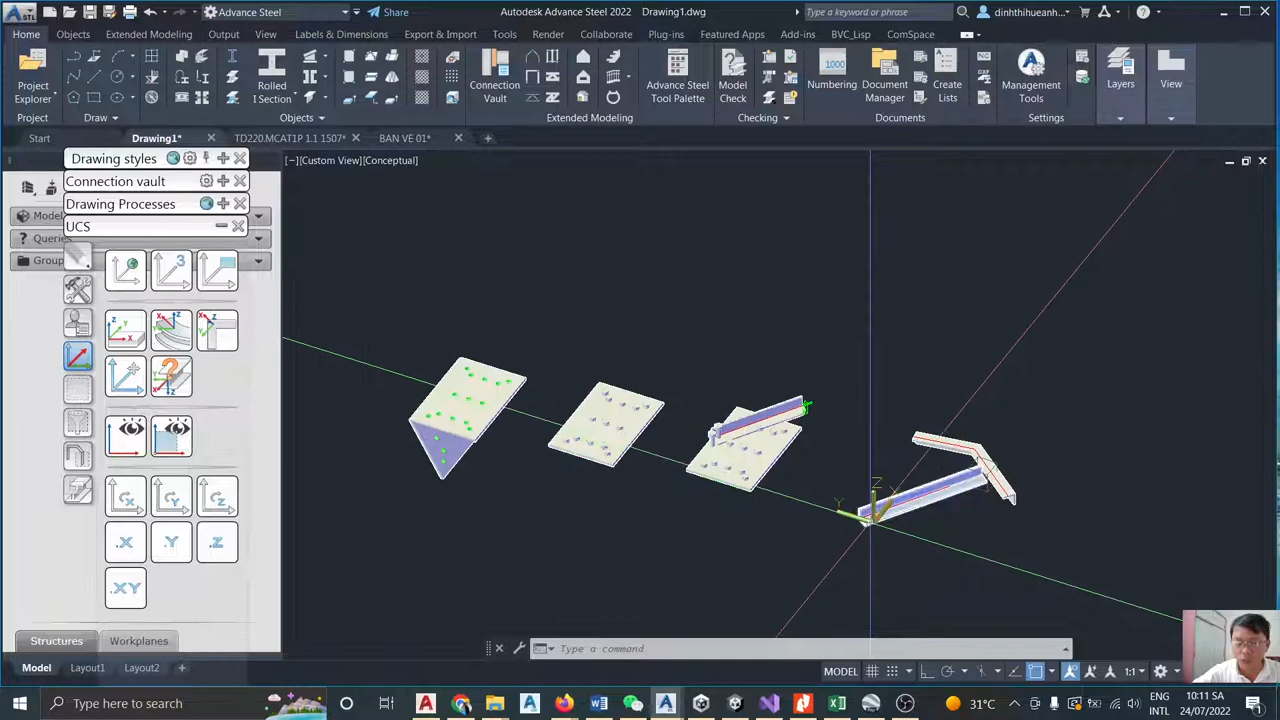 Advance Steel
Share
Autodesk Advance Steel 2022 Drawing1.dwg
Type a keyword or phrase
dinhthihueanh...
Home Objects Extended Modeling Output View Labels & Dimensions Export & Import Tools Render Collaborate Plug-ins Featured Apps Add-ins BVC_Lisp ComSpace
Project Explorer
Rolled I Section
Connection Vault
Advance Steel Tool Palette
Model Check
1000
Numbering
Document Manager
Create Lists
Management Tools
Layers
View
Project Draw Objects Extended Modeling Checking Documents Settings
Start Drawing1* TD220.MCAT1P 1.1 1507* BAN VE 01*
Drawing styles
[−][Custom View][Conceptual]
Connection vault
Drawing Processes
Model
UCS
Queries
Group
3
Z Y X
.X .Y .Z
.XY
Z
Y X
Structures Workplanes
Type a command
Model Layout1 Layout2 +
MODEL 1:1
Type here to search
31°C
ENG
INTL
10:11 SA
24/07/2022